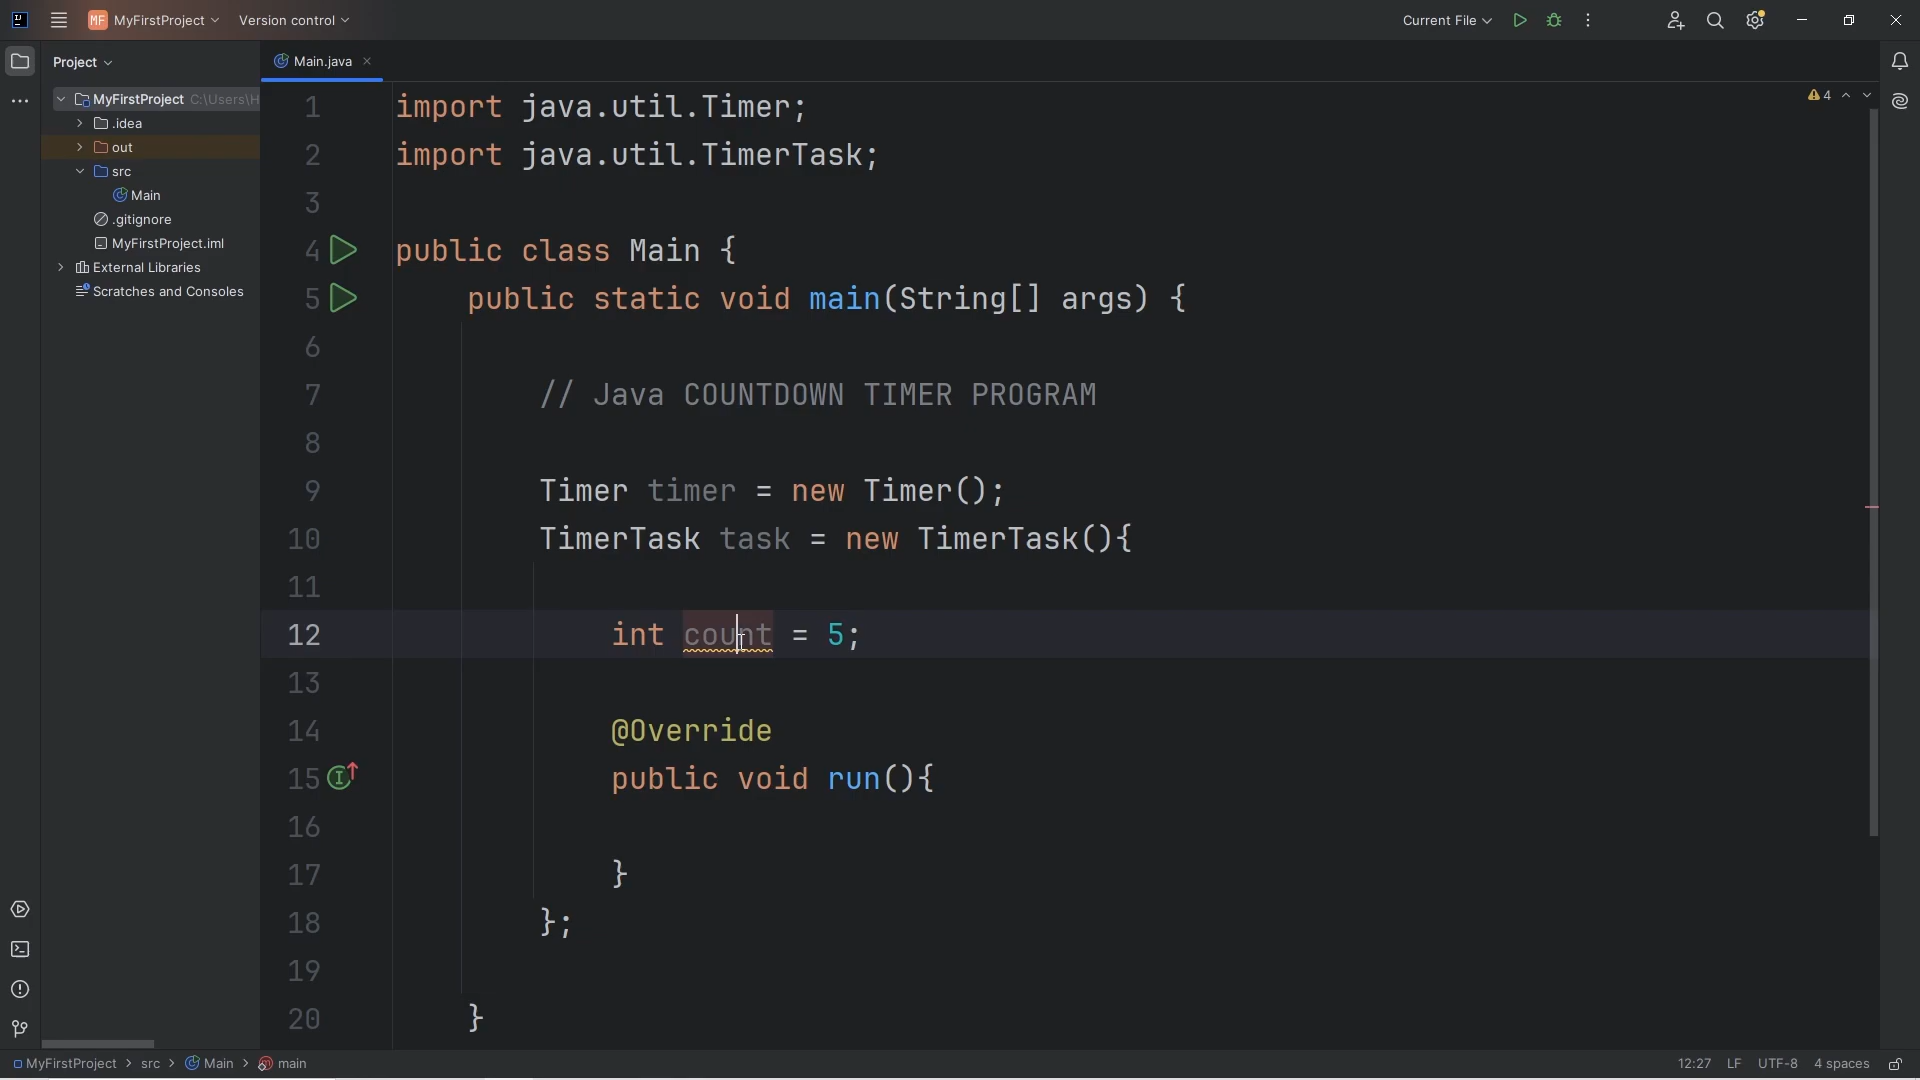 MF MyFirstProject Version control Current File
Project Main.java
MyFirstProject C:\Users\H
.idea
out
src
Main
.gitignore
MyFirstProject.iml
External Libraries
Scratches and Consoles
4
1 import java.util.Timer;
2 import java.util.TimerTask;
3
4 public class Main {
5 public static void main(String[] args) {
6
7 // Java COUNTDOWN TIMER PROGRAM
8
9 Timer timer = new Timer();
10 TimerTask task = new TimerTask(){
11
12 int count = 5;
13
14 @Override
15 public void run(){
16
17 }
18 };
19
20 }
MyFirstProject > src > Main > main 12:27 LF UTF-8 4 spaces